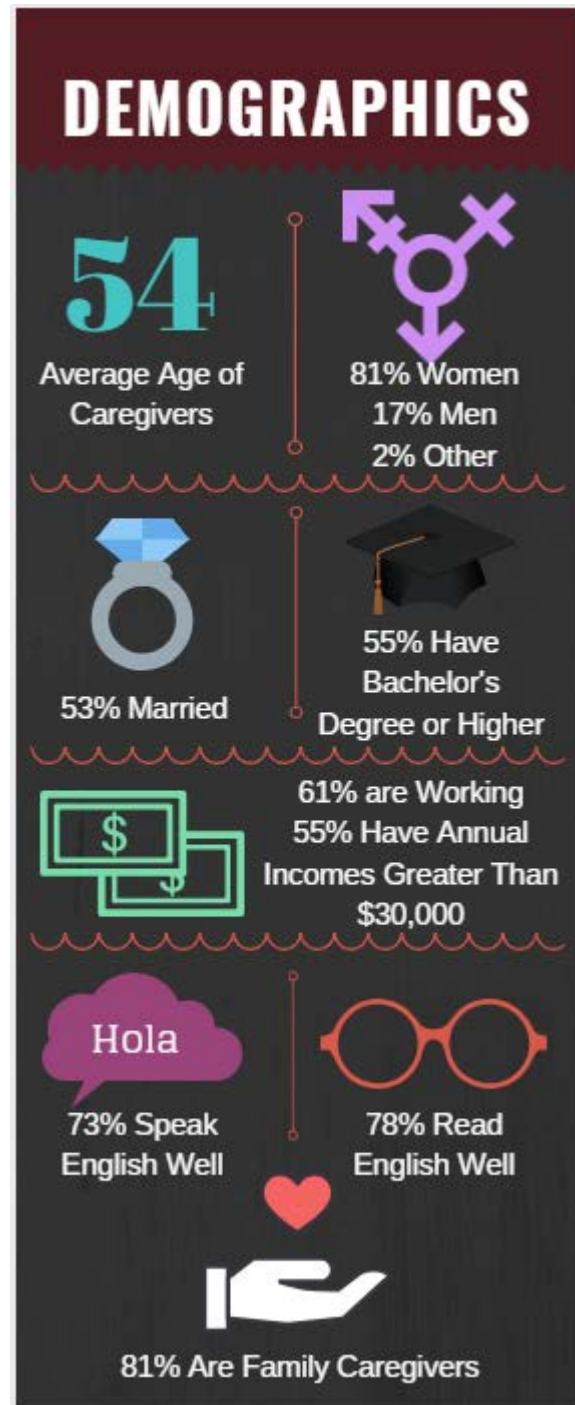 DEMOGRAPHICS
54
Average Age of
Caregivers
81% Women
17% Men
2% Other
53% Married
55% Have
Bachelor's
Degree or Higher
$
$
61% are Working
55% Have Annual
Incomes Greater Than
$30,000
Hola
73% Speak
English Well
78% Read
English Well
81% Are Family Caregivers